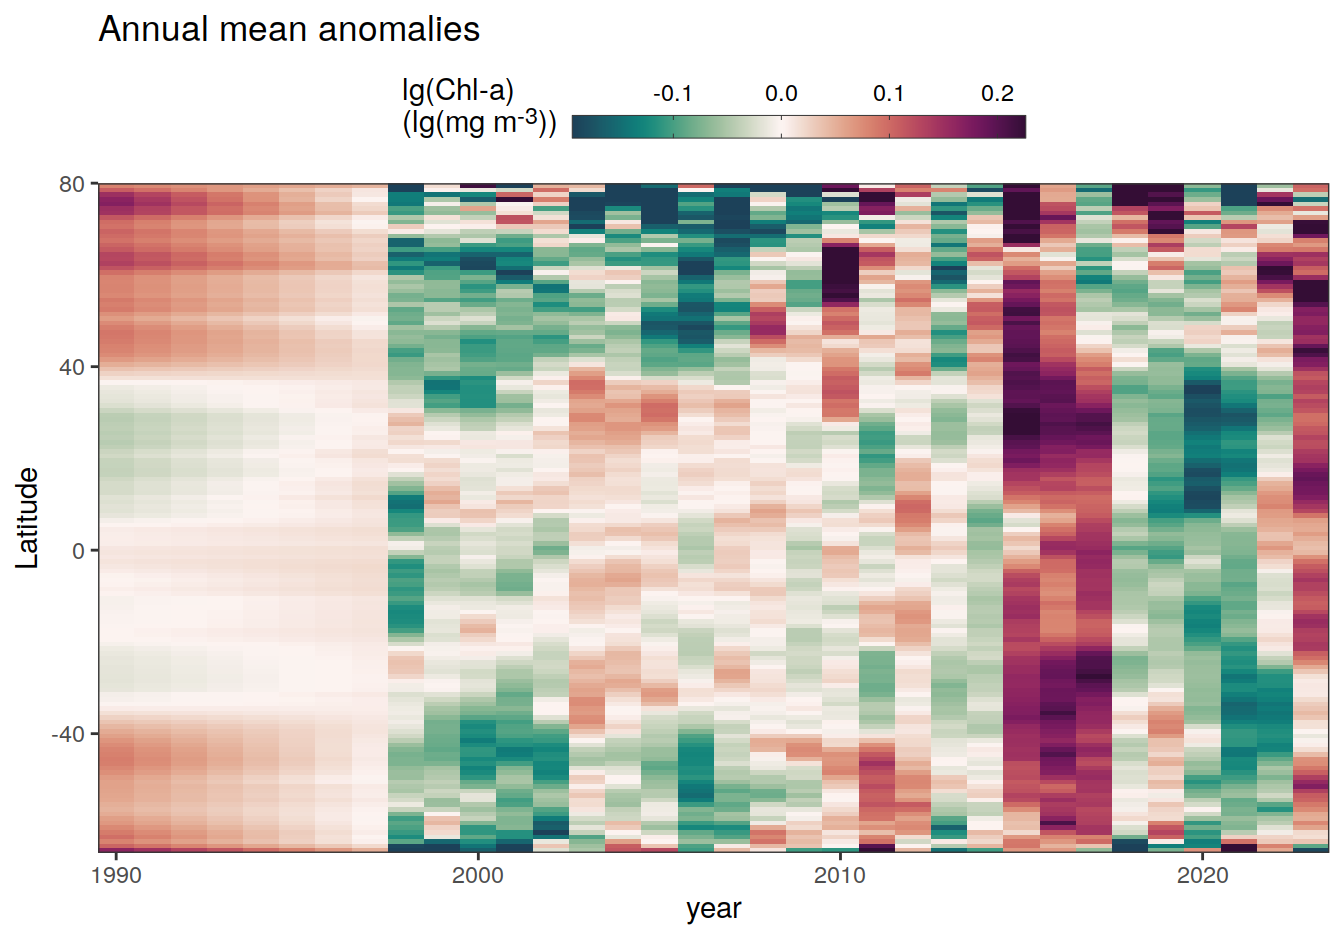 Annual mean anomalies
lg(Chl-a)
(lg(mg m-3))
-0.1 0.0 0.1 0.2
80
40
0
-40
Latitude
1990 2000 2010 2020
year